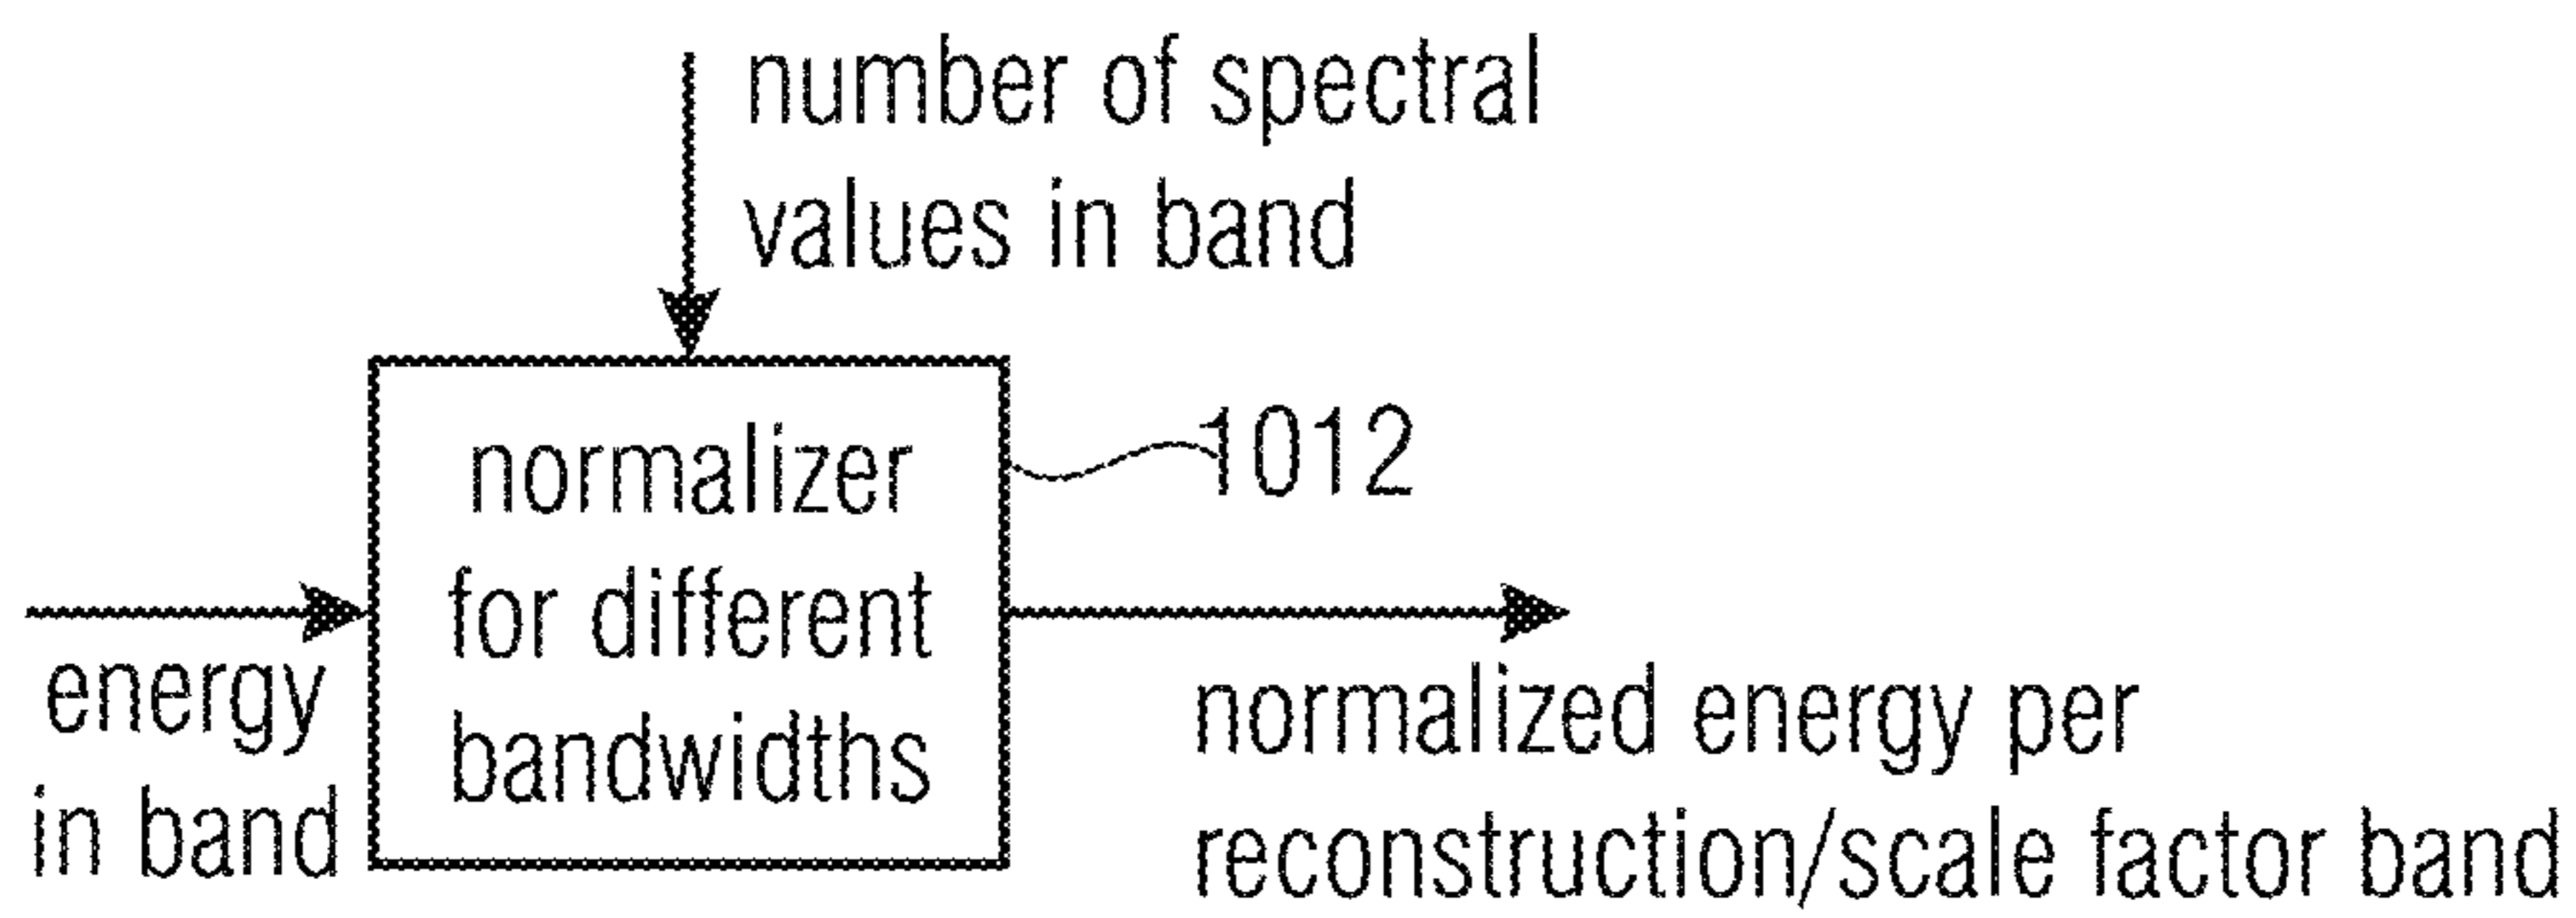 number of spectral
values in band
normalizer
for different
bandwidths
1012
energy
in band
normalized energy per
reconstruction/scale factor band